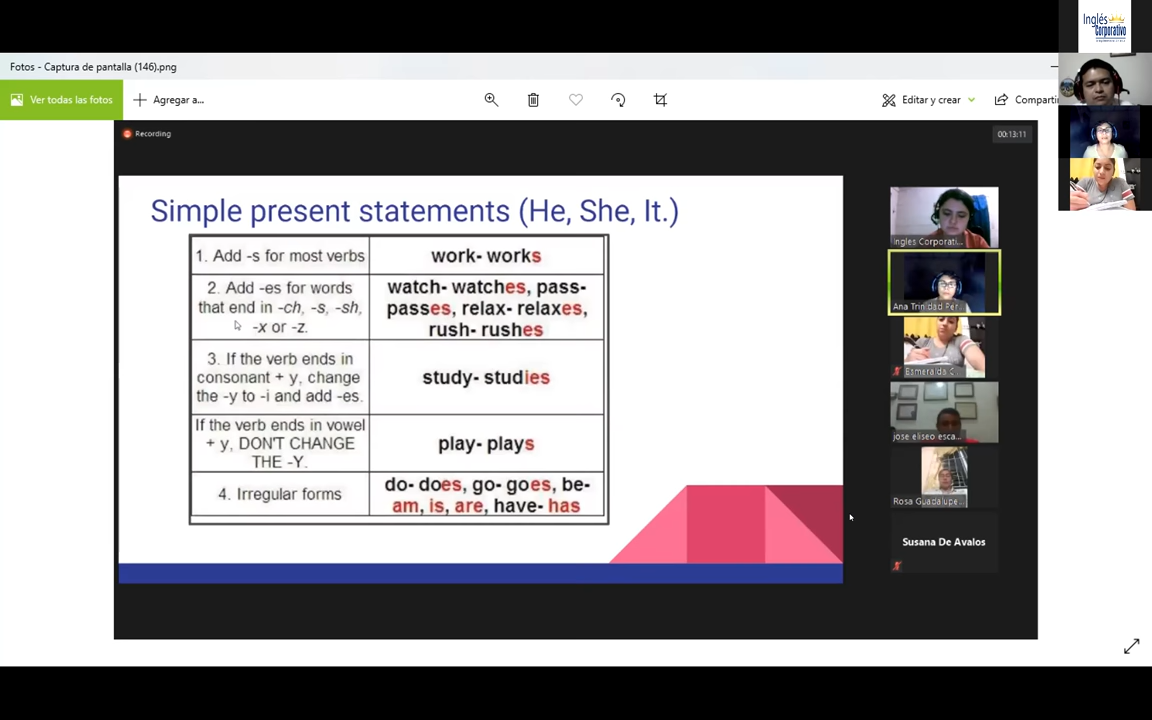 Inglés
Corporativo
Fotos - Captura de pantalla (146).png
Ver todas las fotos
Agregar a...
Editar y crear
Comparti
Recording
00:13:11
Simple present statements (He, She, It.)
1. Add -s for most verbs
work- works
2. Add -es for words
that end in -ch, -s, -sh,
-x or -z.
watch- watches, pass-
passes, relax- relaxes,
rush- rushes
3. If the verb ends in
consonant + y, change
the -y to -i and add -es.
study- studies
If the verb ends in vowel
+ y, DON'T CHANGE
THE -Y.
play- plays
4. Irregular forms
do- does, go- goes, be-
am, is, are, have- has
Ingles Corporati...
Ana Trinidad Per...
Esmeralda C...
jose eliseo esca...
Rosa Guadalupe...
Susana De Avalos